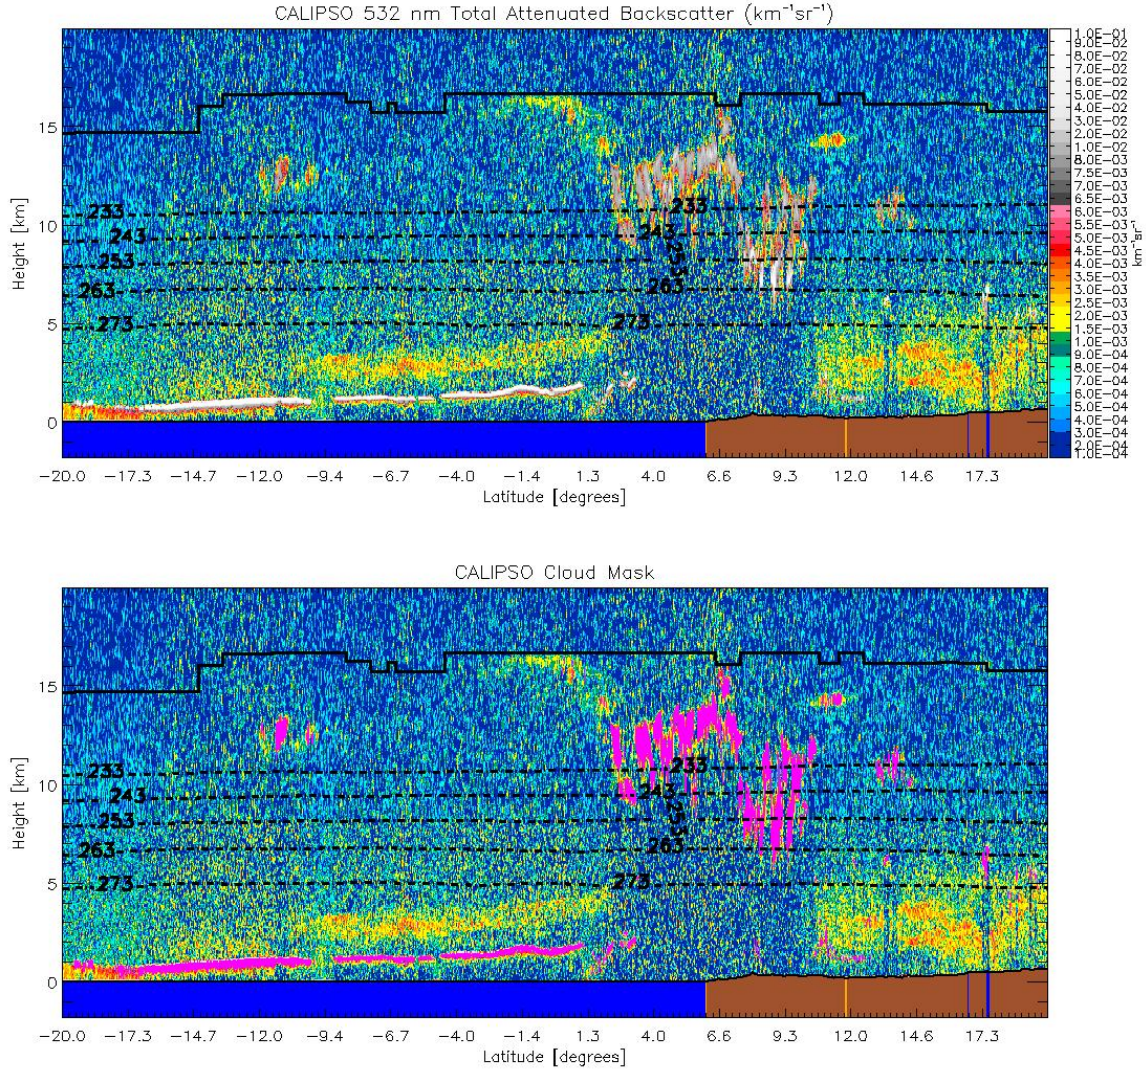 CALIPSO 532 nm Total Attenuated Backscatter (km⁻¹sr⁻¹)
1.0E-01
9.0E-02
8.0E-02
7.0E-02
6.0E-02
5.0E-02
4.0E-02
3.0E-02
2.0E-02
1.0E-02
9.0E-03
8.0E-03
7.5E-03
7.0E-03
6.5E-03
6.0E-03
5.5E-03
5.0E-03
4.5E-03
4.0E-03
3.5E-03
3.0E-03
2.5E-03
2.0E-03
1.5E-03
1.0E-03
9.0E-04
8.0E-04
7.0E-04
6.0E-04
5.0E-04
4.0E-04
3.0E-04
2.0E-04
1.0E-04
km⁻¹sr⁻¹
Height [km]
15
10
5
0
233 233
243 243
253 253
263 263
273 273
-20.0 -17.3 -14.7 -12.0 -9.4 -6.7 -4.0 -1.4 1.3 4.0 6.6 9.3 12.0 14.6 17.3
Latitude [degrees]
CALIPSO Cloud Mask
Height [km]
15
10
5
0
233 233
243 243
253 253
263 263
273 273
-20.0 -17.3 -14.7 -12.0 -9.4 -6.7 -4.0 -1.4 1.3 4.0 6.6 9.3 12.0 14.6 17.3
Latitude [degrees]